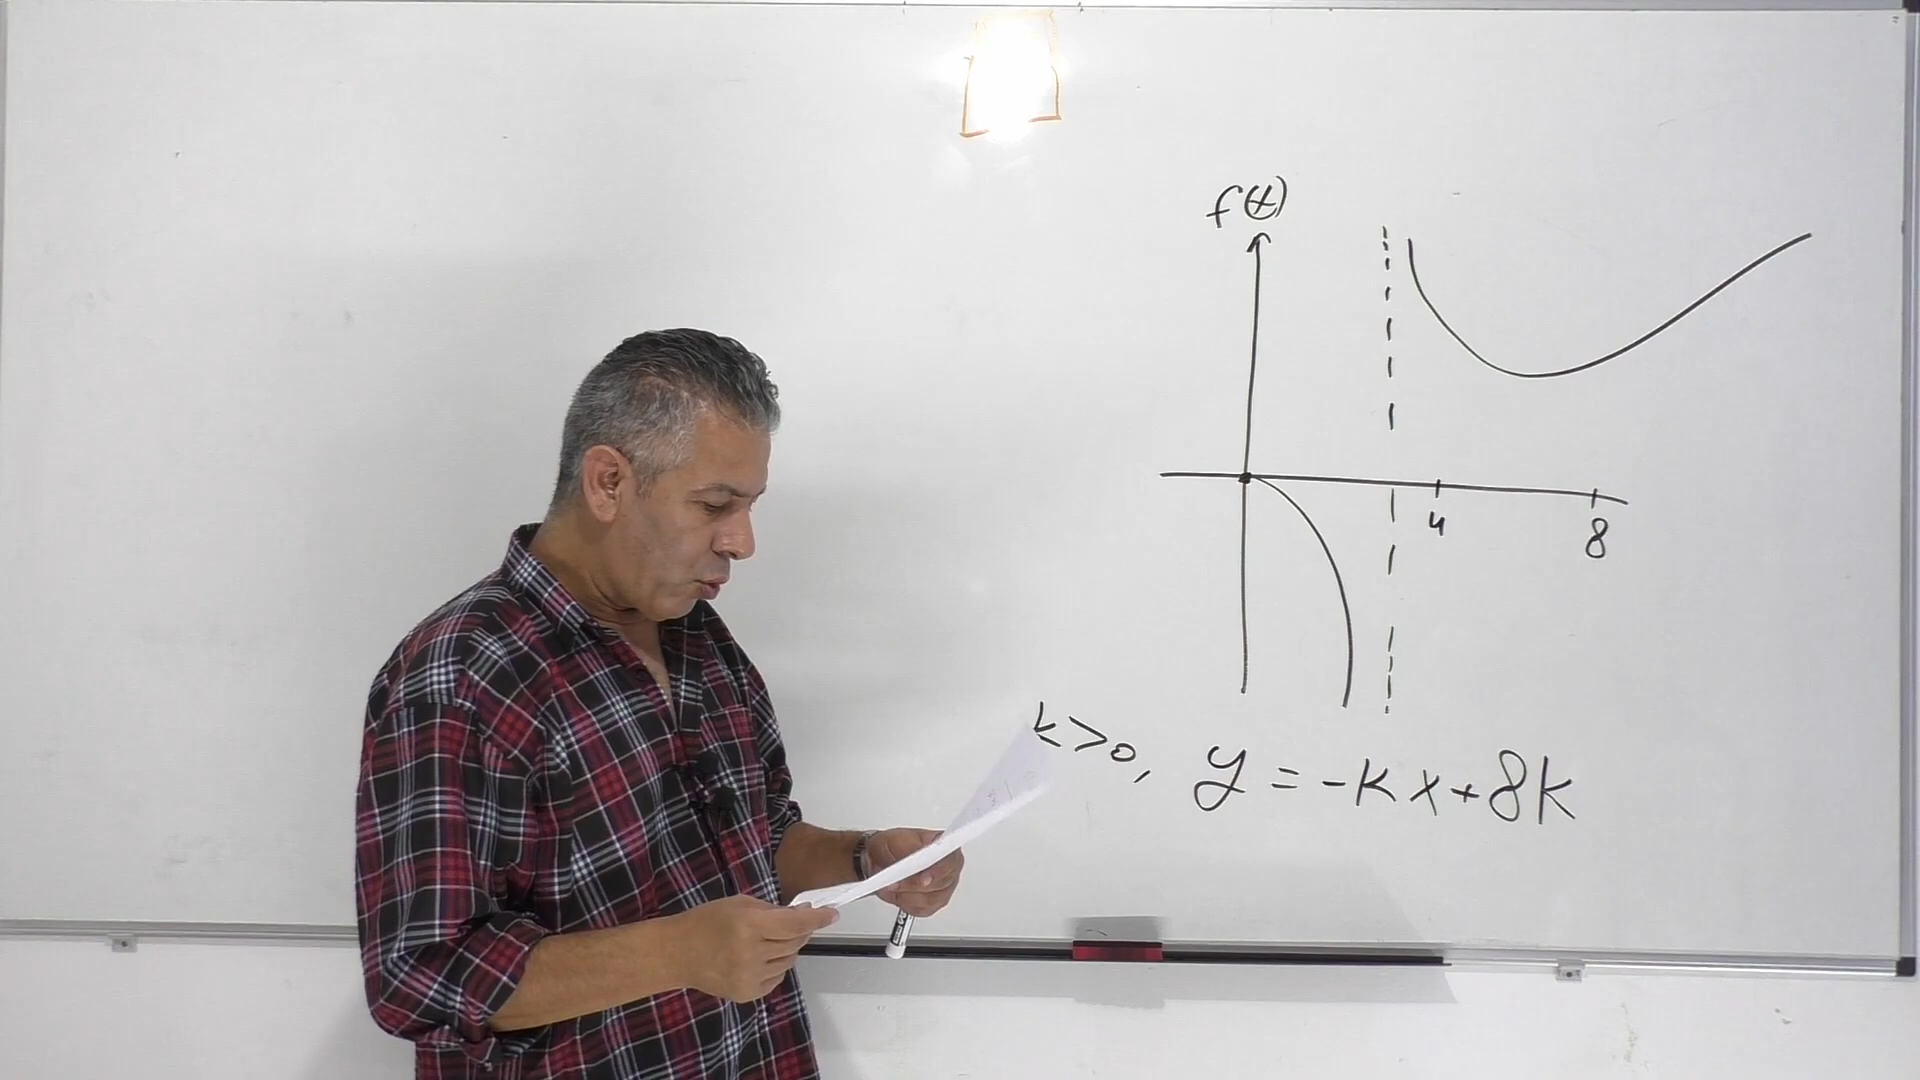 f(x)
4
8
k>0, y = -kx+8k